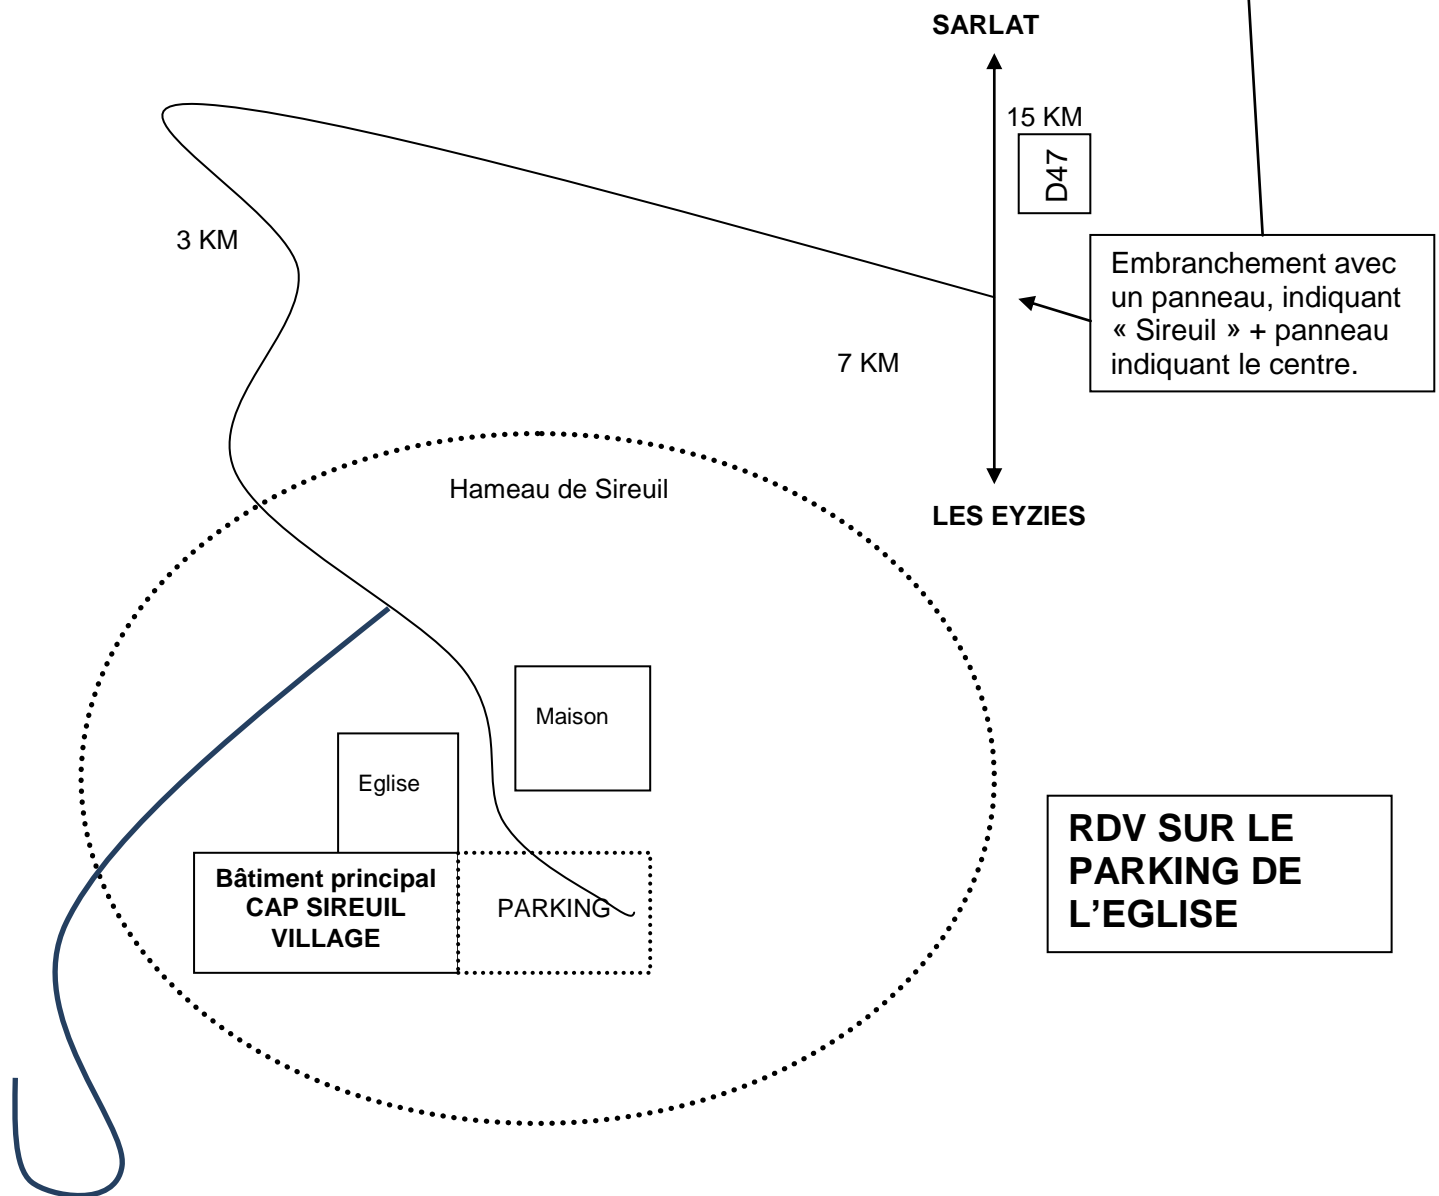 SARLAT
15 KM
D47
3 KM
Embranchement avec
un panneau, indiquant
« Sireuil » + panneau
indiquant le centre.
7 KM
Hameau de Sireuil
LES EYZIES
Maison
Eglise
RDV SUR LE
PARKING DE
L’EGLISE
Bâtiment principal
CAP SIREUIL
VILLAGE
PARKING